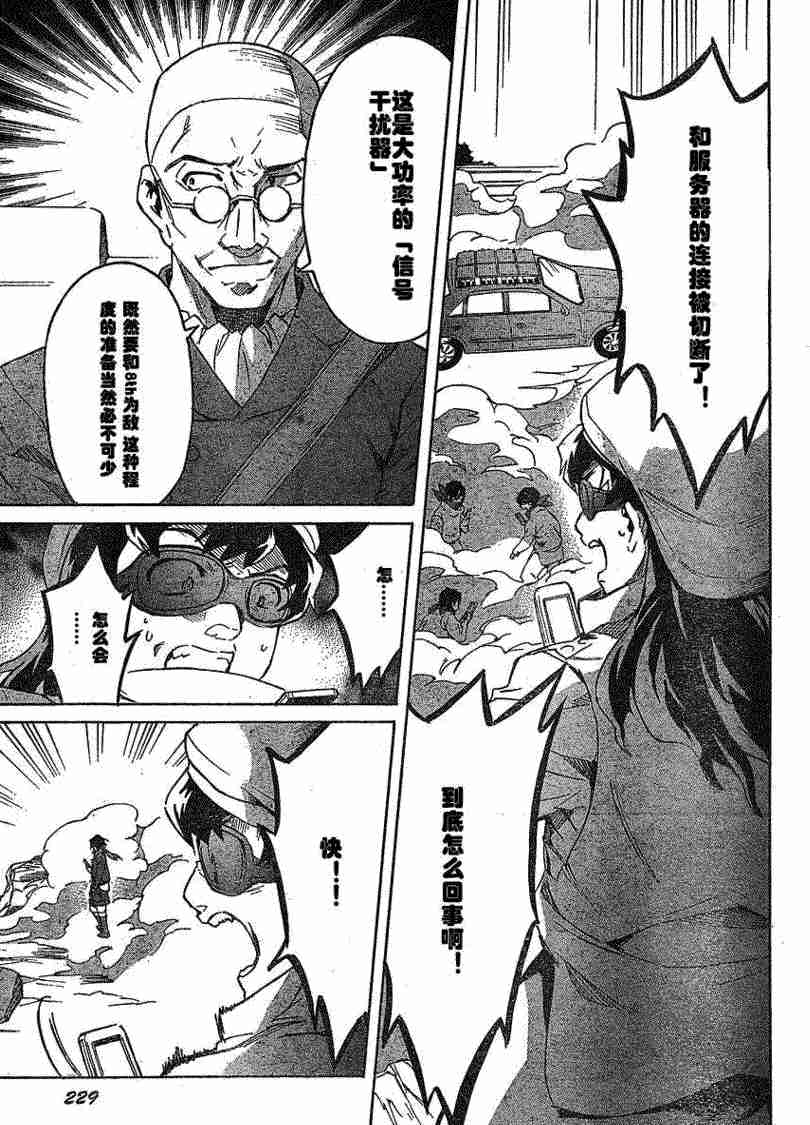 和服务器的连接被切断了！
到底怎么回事啊！
这是大功率的「信号
干扰器」
既然要和8th为敌 这种程
度的准备当然必不可少
怎……
……怎么会
快！！
229